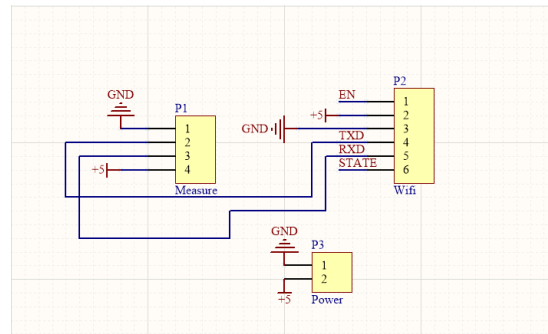 GND
P1
1
2
3
4
+5
Measure
P2
EN
1
+5
2
GND
3
TXD
4
RXD
5
STATE
6
Wifi
GND
P3
1
2
+5
Power